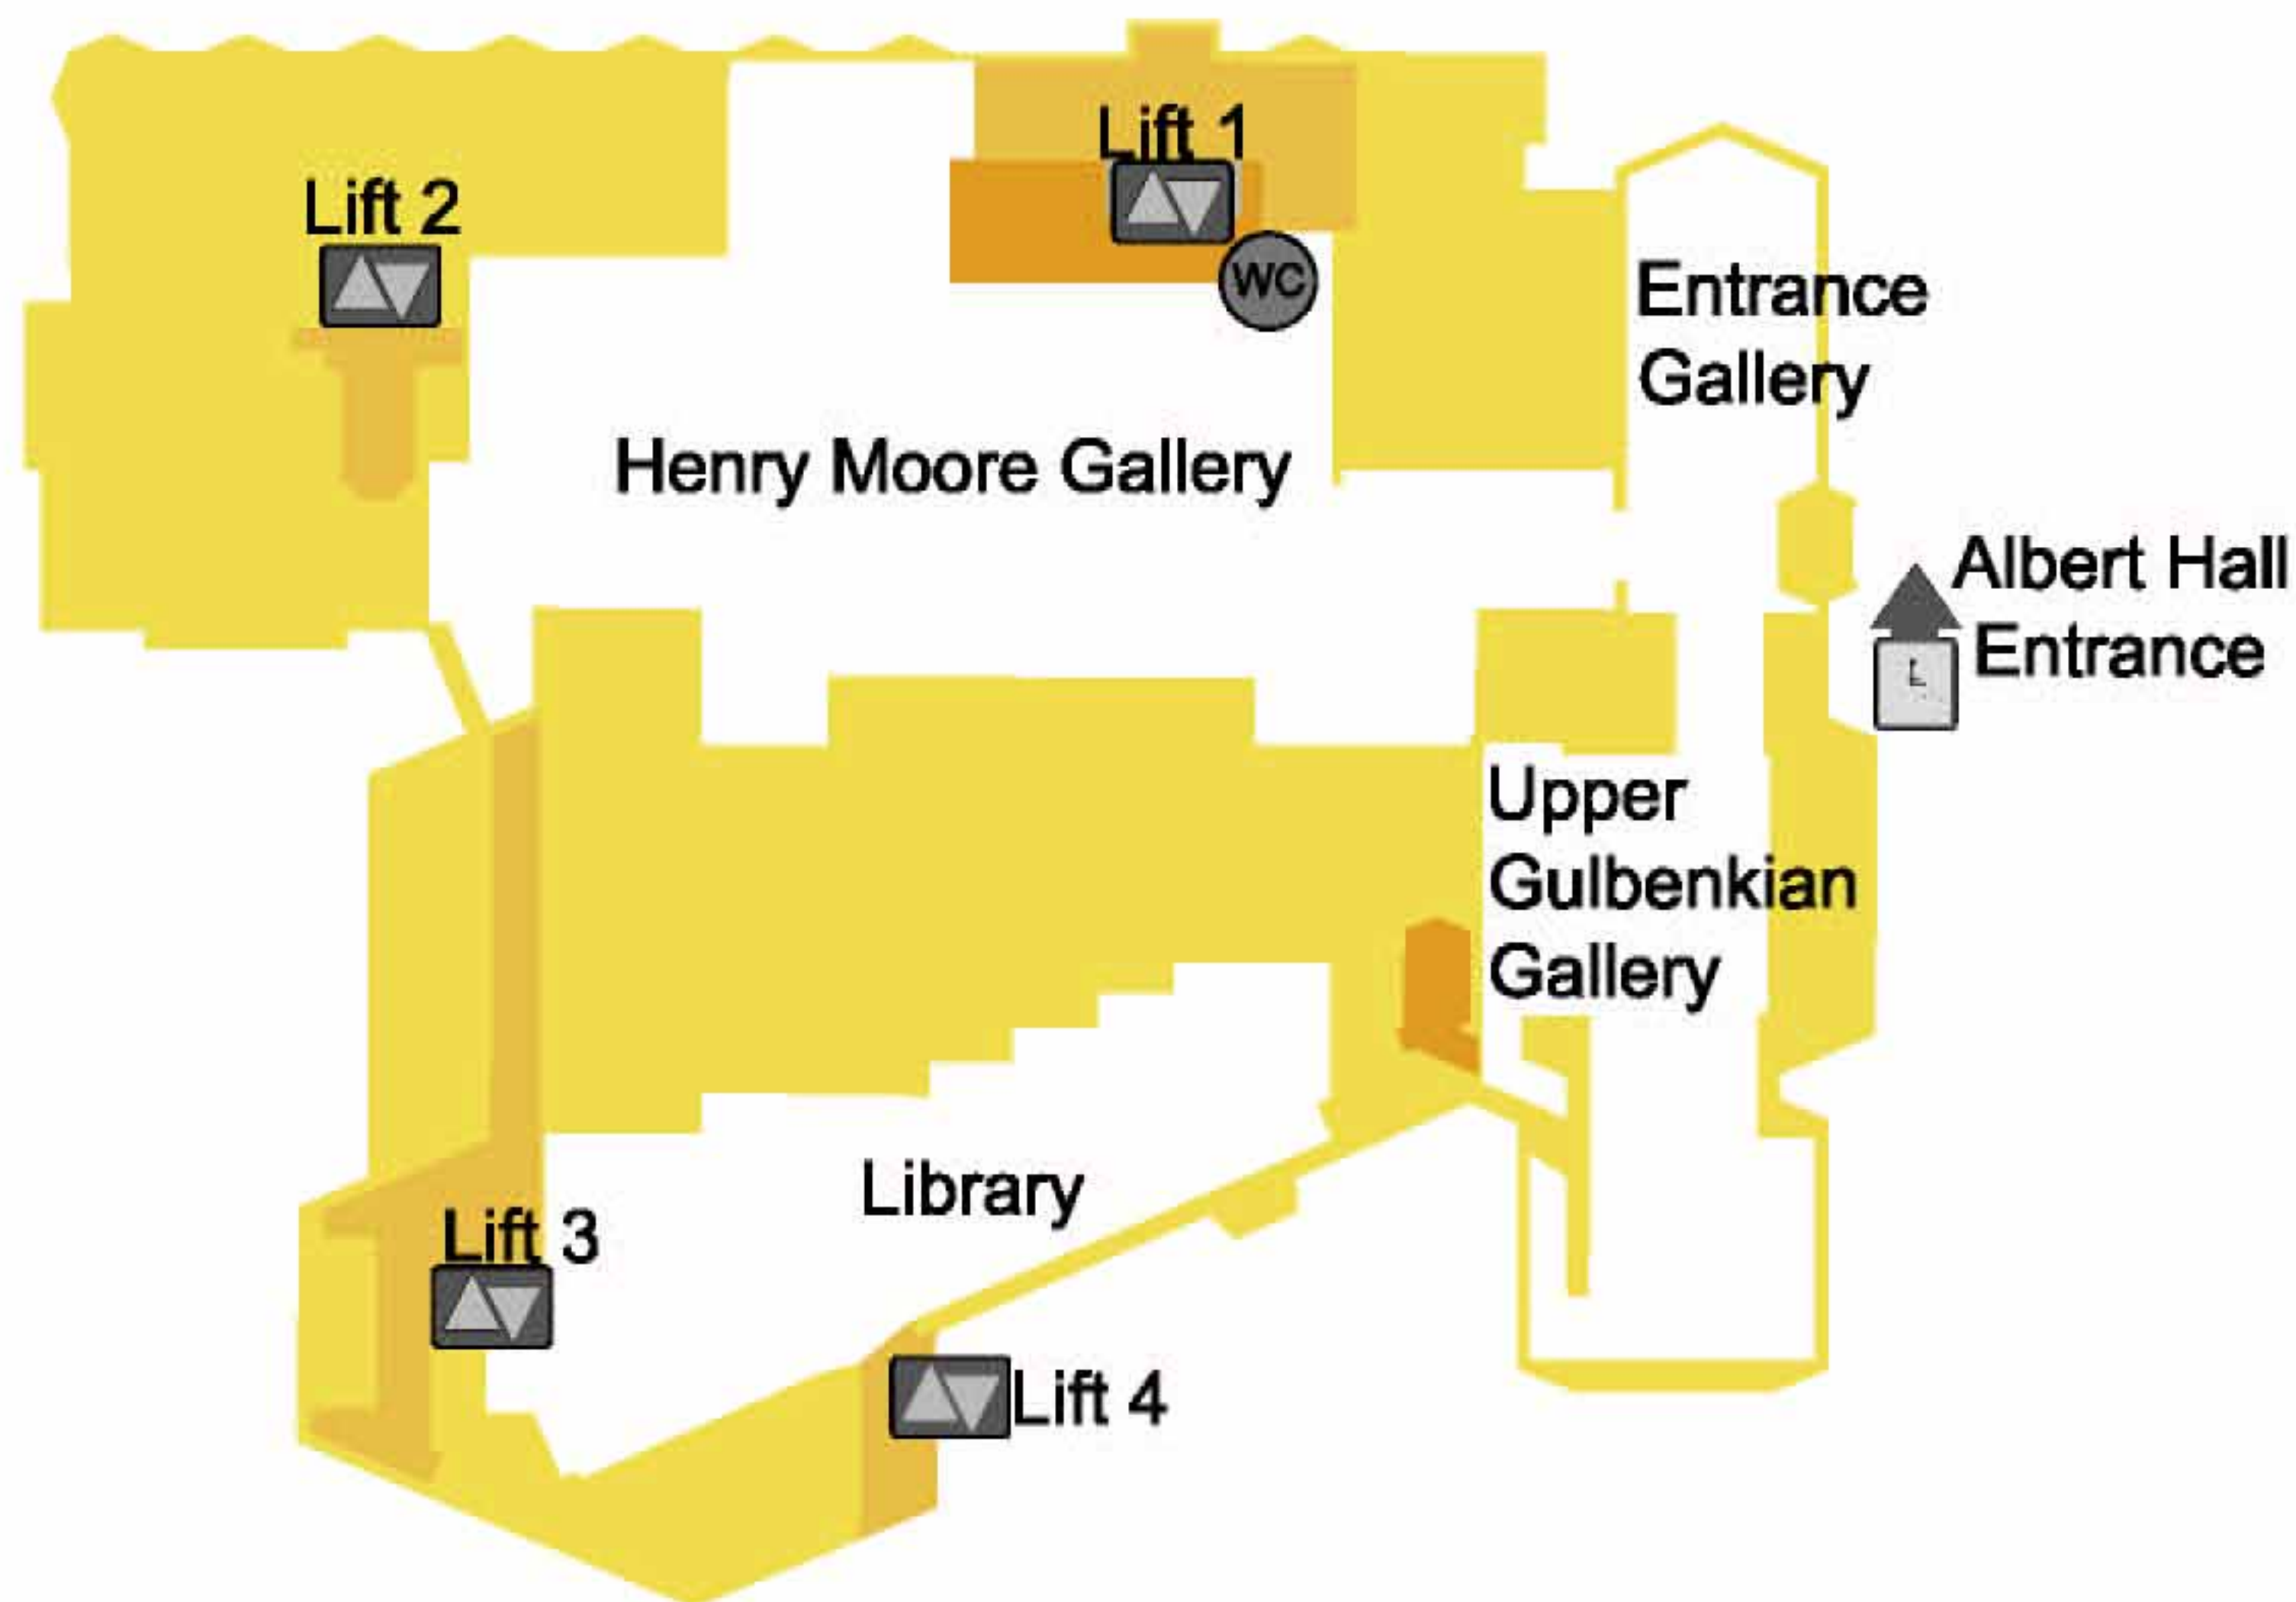 Lift 1
Lift 2
WC
Entrance
Gallery
Henry Moore Gallery
Albert Hall
Entrance
Upper
Gulbenkian
Gallery
Library
Lift 3
Lift 4